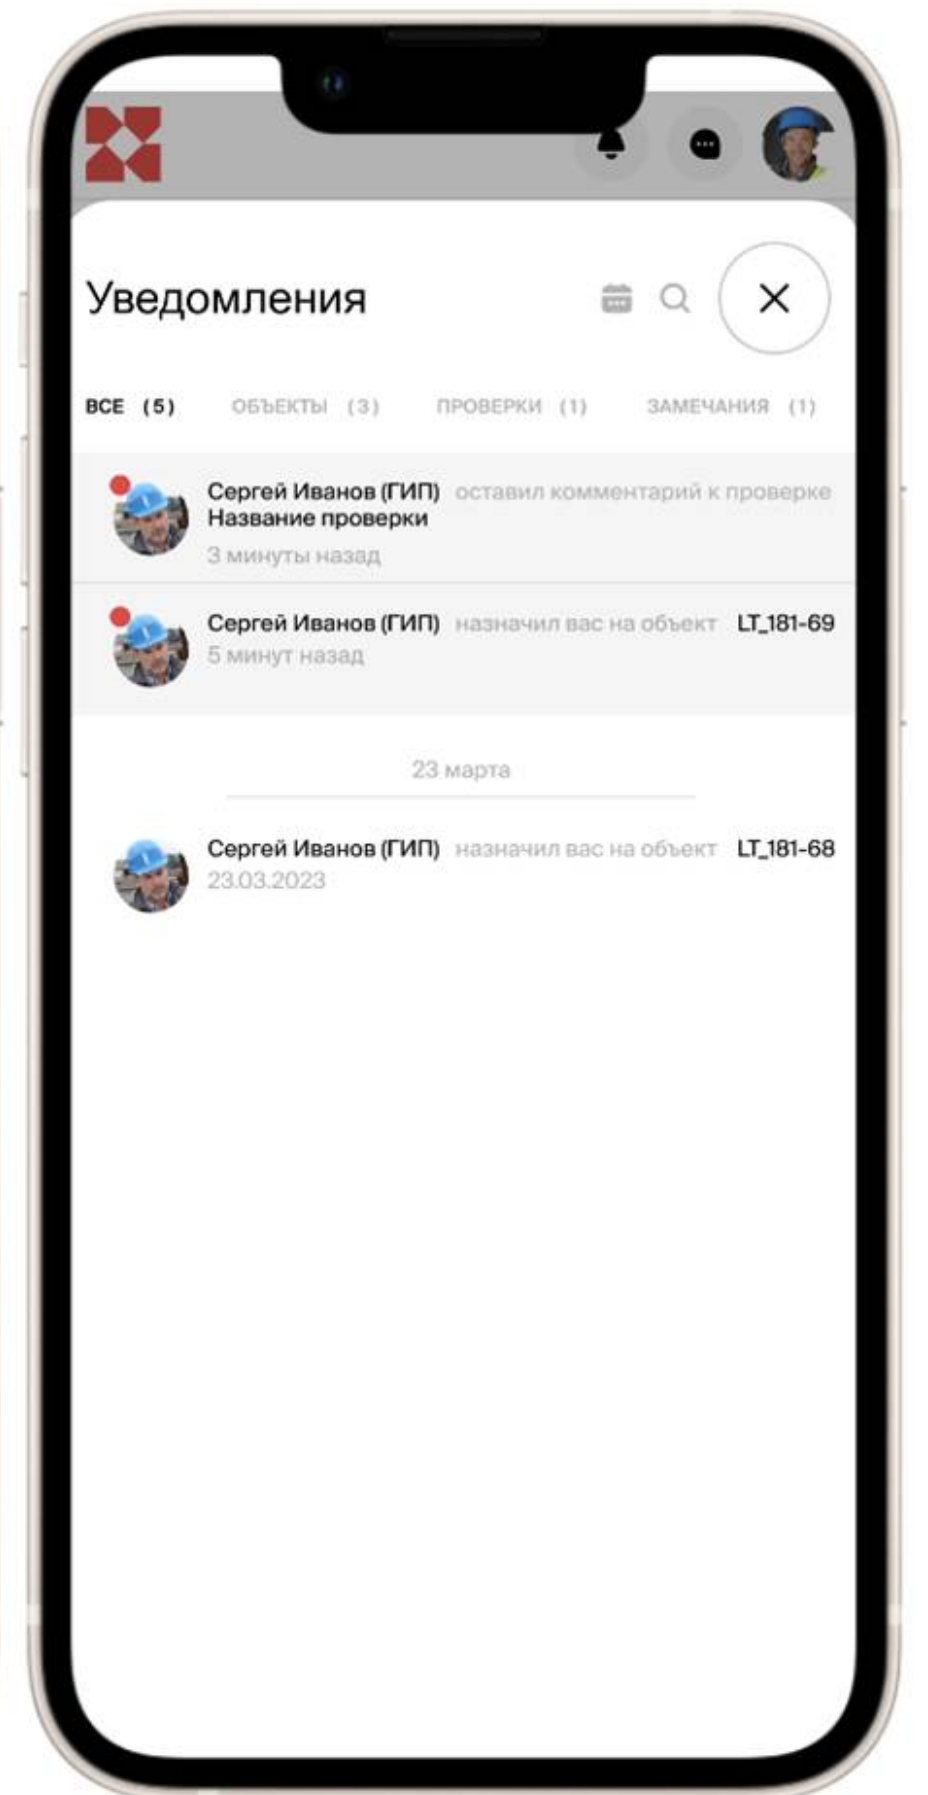 Уведомления
ВСЕ (5) ОБЪЕКТЫ (3) ПРОВЕРКИ (1) ЗАМЕЧАНИЯ (1)
Сергей Иванов (ГИП) оставил комментарий к проверке
Название проверки
3 минуты назад
Сергей Иванов (ГИП) назначил вас на объект LT_181-69
5 минут назад
23 марта
Сергей Иванов (ГИП) назначил вас на объект LT_181-68
23.03.2023